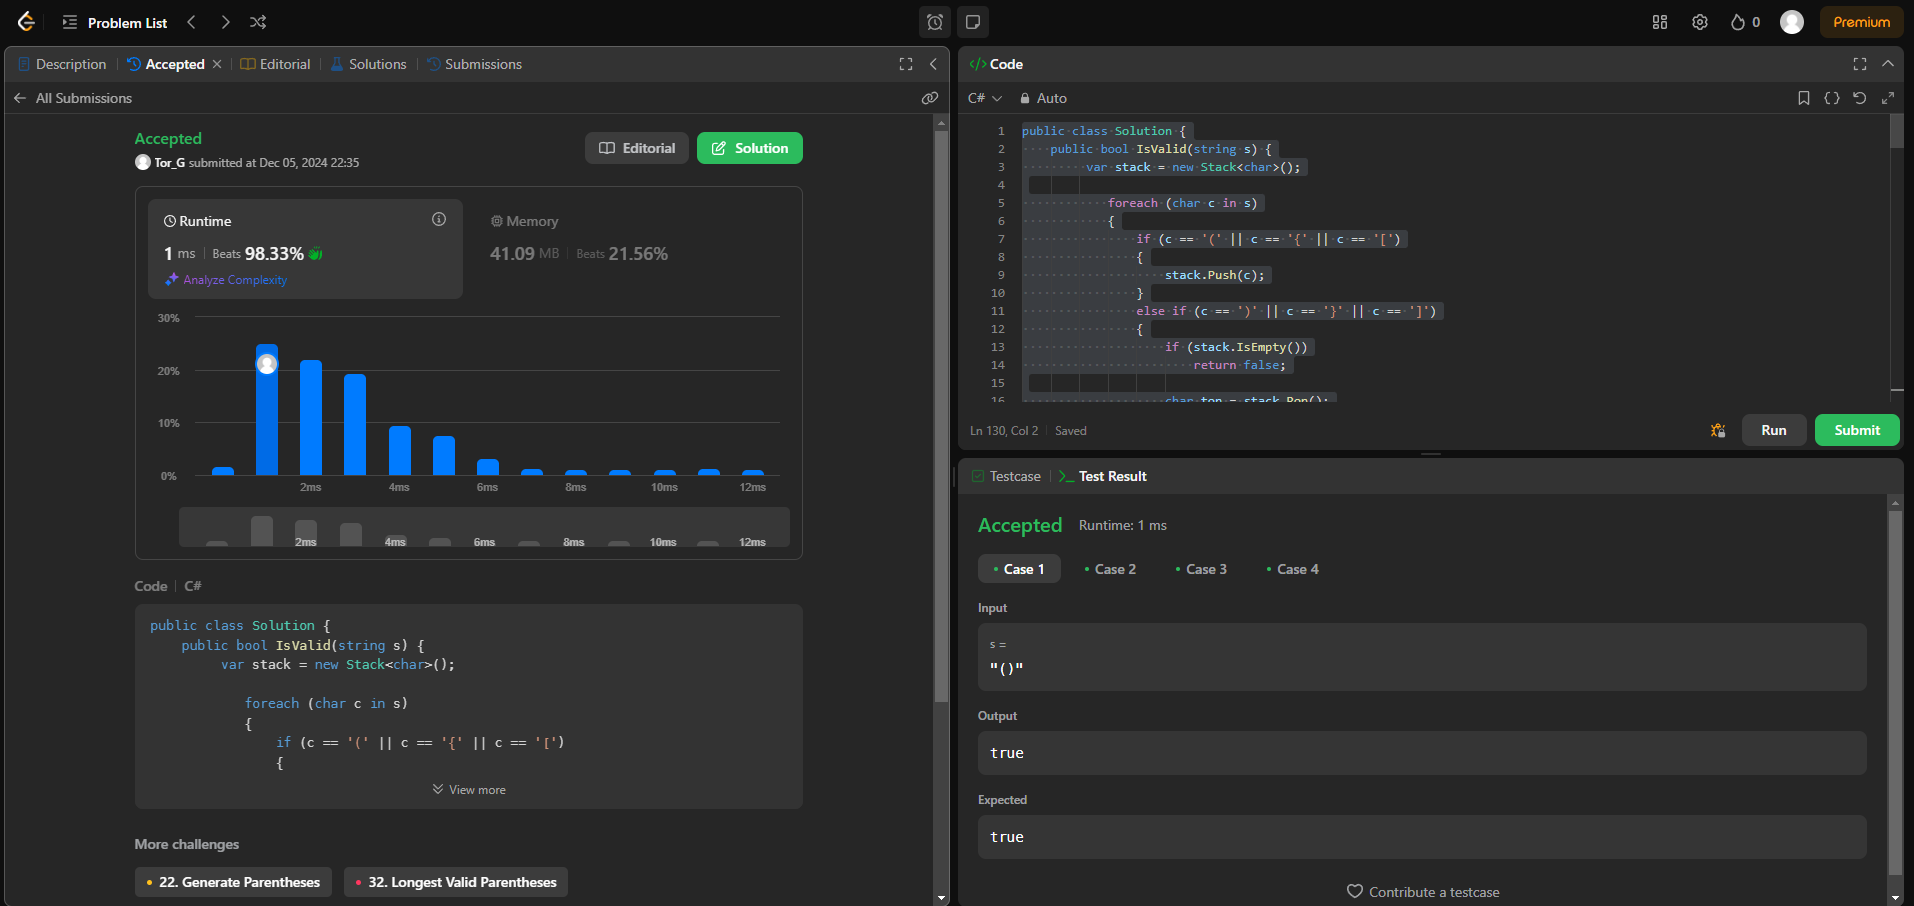 Problem List
0
Premium
Description
Accepted
Editorial
Solutions
Submissions
All Submissions
Accepted
Tor_G submitted at Dec 05, 2024 22:35
Editorial
Solution
Runtime
1 ms
Beats 98.33%
Analyze Complexity
Memory
41.09 MB
Beats 21.56%
30%
20%
10%
0%
2ms
4ms
6ms
8ms
10ms
12ms
2ms
4ms
6ms
8ms
10ms
12ms
Code
C#
public class Solution {
public bool IsValid(string s) {
var stack = new Stack<char>();
foreach (char c in s)
{
if (c == '(' || c == '{' || c == '[')
{
View more
More challenges
22. Generate Parentheses
32. Longest Valid Parentheses
</> Code
C#
Auto
1 public class Solution {
2 public bool IsValid(string s) {
3 var stack = new Stack<char>();
4
5 foreach (char c in s)
6 {
7 if (c == '(' || c == '{' || c == '[')
8 {
9 stack.Push(c);
10 }
11 else if (c == ')' || c == '}' || c == ']')
12 {
13 if (stack.IsEmpty())
14 return false;
15
16 char top = stack.Pop();
Ln 130, Col 2
Saved
Run
Submit
Testcase
Test Result
Accepted
Runtime: 1 ms
Case 1
Case 2
Case 3
Case 4
Input
s =
"()"
Output
true
Expected
true
Contribute a testcase